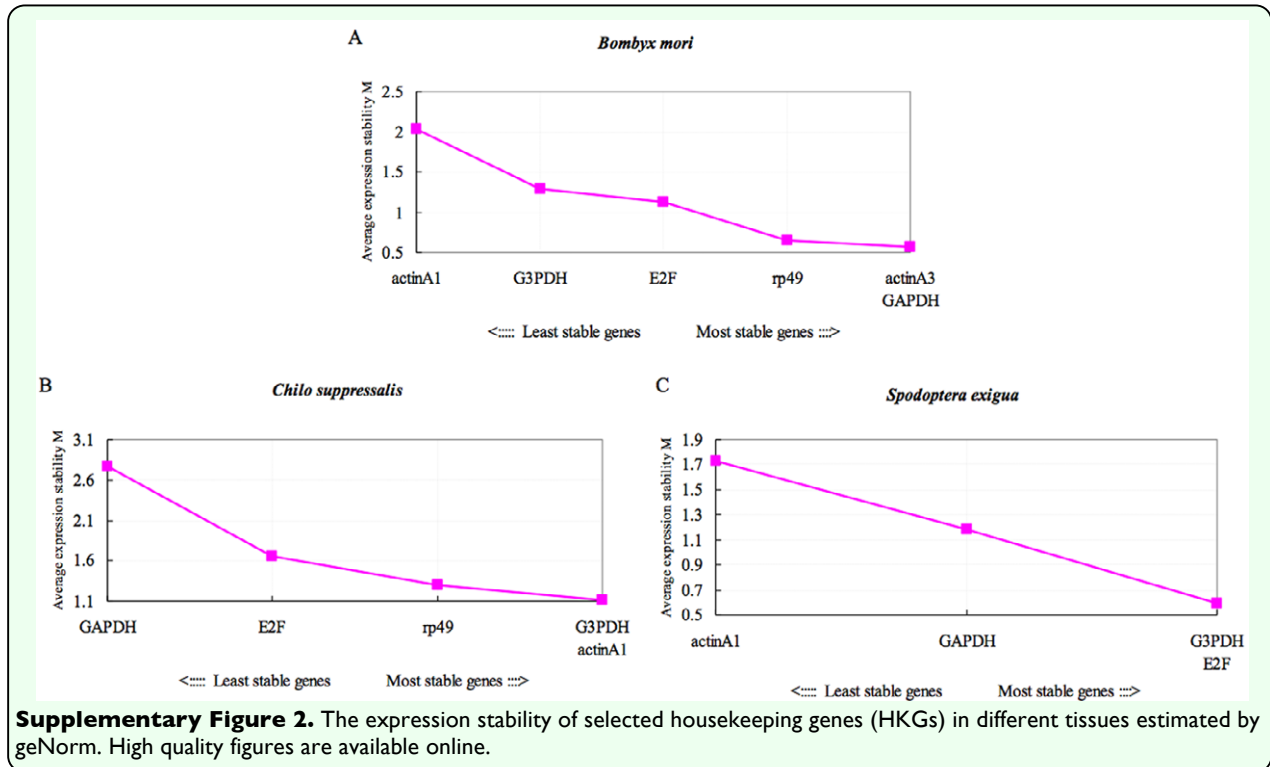 A
Bombyx mori
Average expression stability M
2.5
2
1.5
1
0.5
actinA1 G3PDH E2F rp49 actinA3
GAPDH
<::::: Least stable genes Most stable genes ::::>
B
Chilo suppressalis
Average expression stability M
3.1
2.6
2.1
1.6
1.1
GAPDH E2F rp49 G3PDH
actinA1
<::::: Least stable genes Most stable genes ::::>
C
Spodoptera exigua
Average expression stability M
1.9
1.7
1.5
1.3
1.1
0.9
0.7
0.5
actinA1 GAPDH G3PDH
E2F
<::::: Least stable genes Most stable genes ::::>
Supplementary Figure 2. The expression stability of selected housekeeping genes (HKGs) in different tissues estimated by
geNorm. High quality figures are available online.